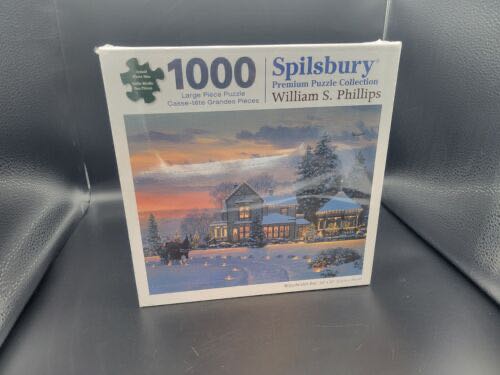 1000
Large Piece Puzzle
Casse-tête Grandes Pièces
Spilsbury®
Premium Puzzle Collection
William S. Phillips